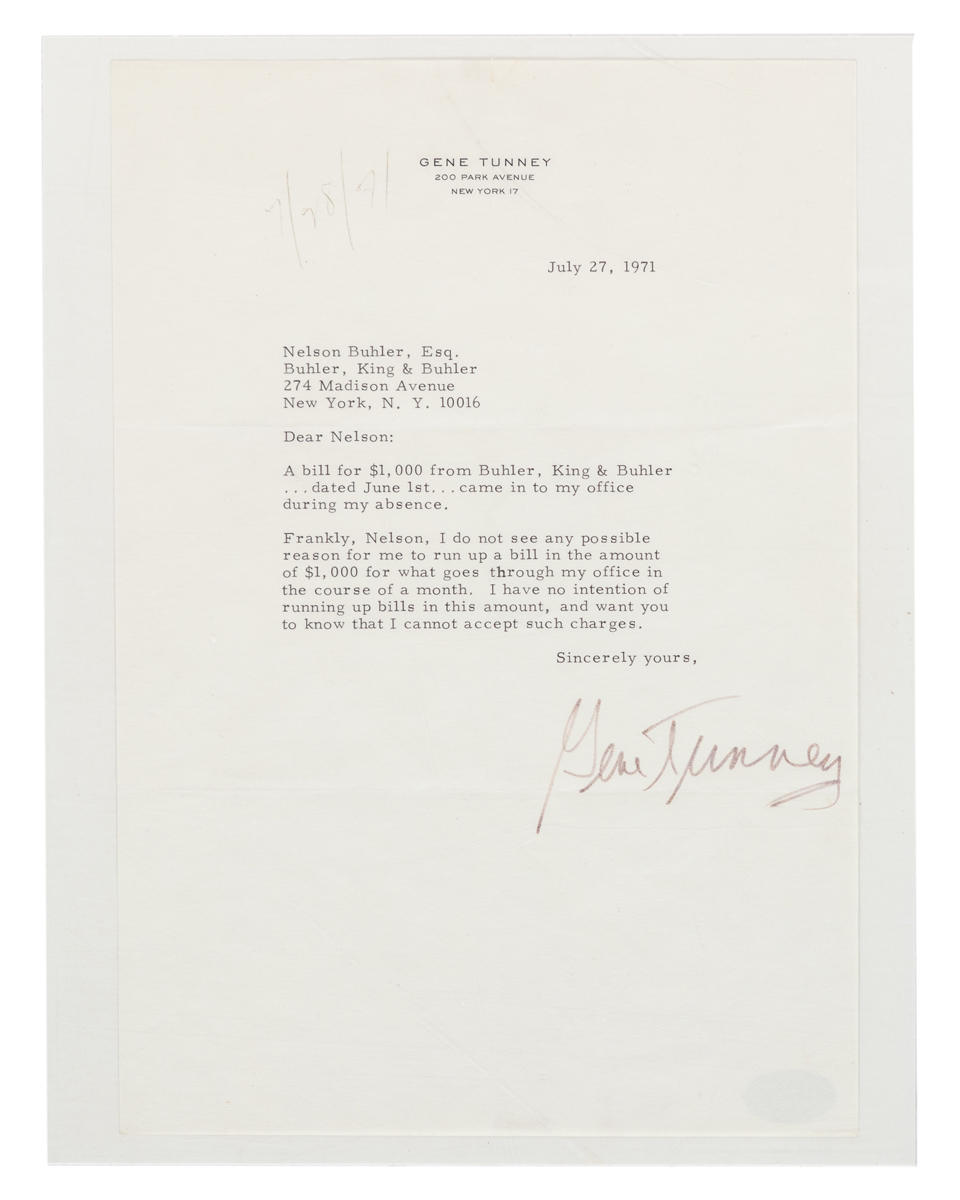 GENE TUNNEY
200 PARK AVENUE
NEW YORK 17
7/28/71
July 27, 1971
Nelson Buhler, Esq.
Buhler, King & Buhler
274 Madison Avenue
New York, N. Y. 10016
Dear Nelson:
A bill for $1,000 from Buhler, King & Buhler
...dated June 1st...came in to my office
during my absence.
Frankly, Nelson, I do not see any possible
reason for me to run up a bill in the amount
of $1,000 for what goes through my office in
the course of a month. I have no intention of
running up bills in this amount, and want you
to know that I cannot accept such charges.
Sincerely yours,
Gene Tunney